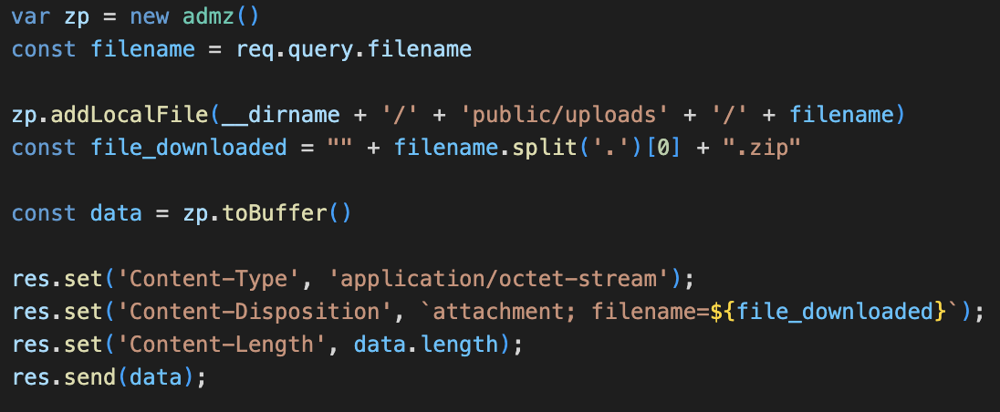 var zp = new admz()
const filename = req.query.filename
zp.addLocalFile(__dirname + '/' + 'public/uploads' + '/' + filename)
const file_downloaded = "" + filename.split('.')[0] + ".zip"
const data = zp.toBuffer()
res.set('Content-Type', 'application/octet-stream');
res.set('Content-Disposition', `attachment; filename=${file_downloaded}`);
res.set('Content-Length', data.length);
res.send(data);